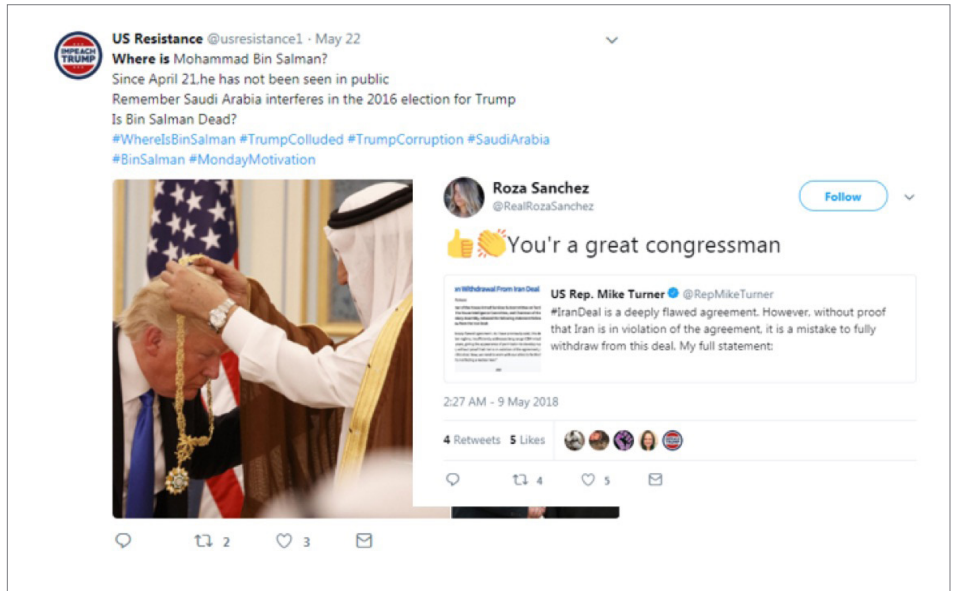 US Resistance @usresistance1 · May 22
IMPEACH
TRUMP
Where is Mohammad Bin Salman?
Since April 21,he has not been seen in public
Remember Saudi Arabia interferes in the 2016 election for Trump
Is Bin Salman Dead?
#WhereIsBinSalman #TrumpColluded #TrumpCorruption #SaudiArabia
#BinSalman #MondayMotivation
Roza Sanchez
@RealRozaSanchez
Follow
You'r a great congressman
on Withdrawal From Iran Deal
US Rep. Mike Turner @RepMikeTurner
#IranDeal is a deeply flawed agreement. However, without proof
that Iran is in violation of the agreement, it is a mistake to fully
withdraw from this deal. My full statement:
2:27 AM - 9 May 2018
4 Retweets 5 Likes
4 5
2 3